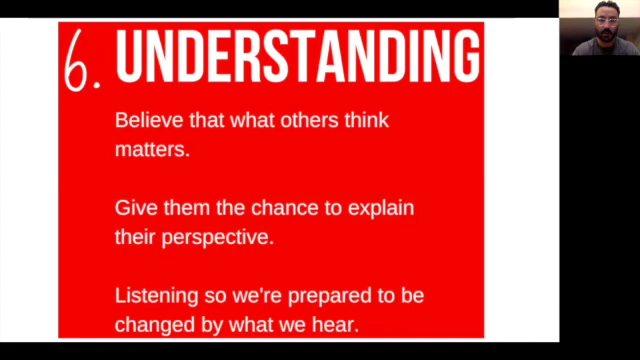 6. UNDERSTANDING
Believe that what others think
matters.
Give them the chance to explain
their perspective.
Listening so we're prepared to be
changed by what we hear.